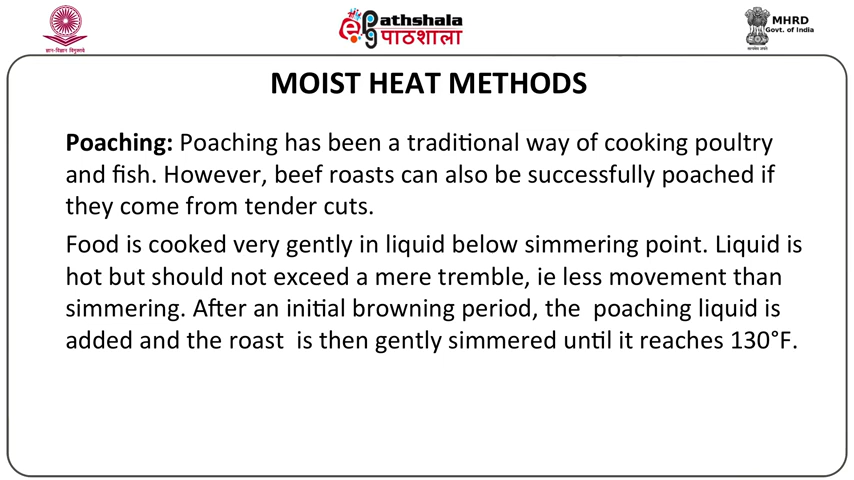 ज्ञान-विज्ञान विमुक्तये
ePathshala
पाठशाला
MHRD
Govt. of India
MOIST HEAT METHODS
Poaching: Poaching has been a traditional way of cooking poultry
and fish. However, beef roasts can also be successfully poached if
they come from tender cuts.
Food is cooked very gently in liquid below simmering point. Liquid is
hot but should not exceed a mere tremble, ie less movement than
simmering. After an initial browning period, the poaching liquid is
added and the roast is then gently simmered until it reaches 130°F.